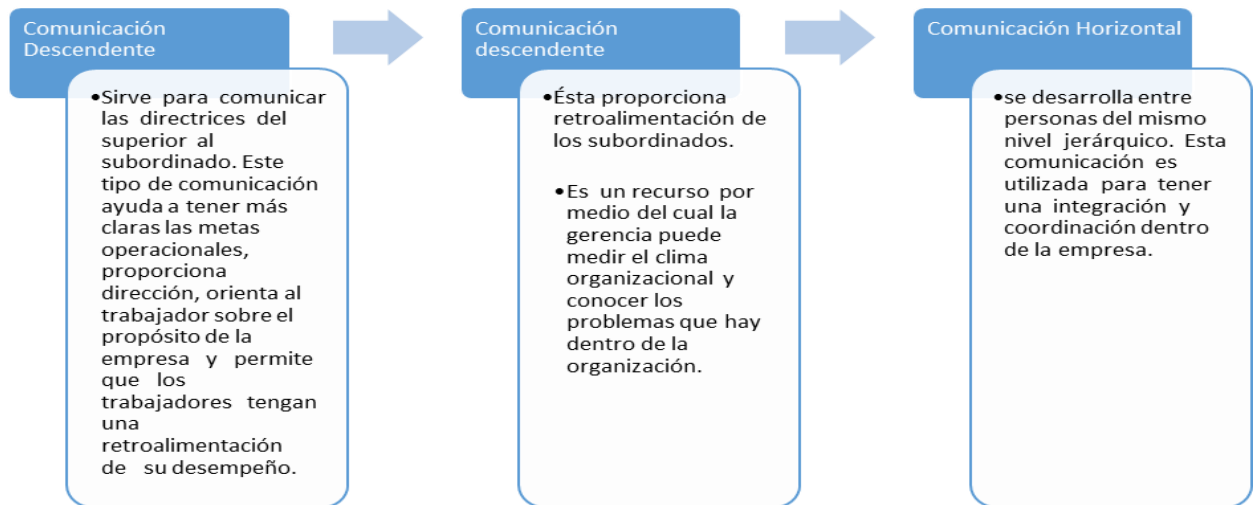 Comunicación
Descendente
•Sirve para comunicar
las directrices del
superior al
subordinado. Este
tipo de comunicación
ayuda a tener más
claras las metas
operacionales,
proporciona
dirección, orienta al
trabajador sobre el
propósito de la
empresa y permite
que los
trabajadores tengan
una
retroalimentación
de su desempeño.
Comunicación
descendente
•Ésta proporciona
retroalimentación de
los subordinados.
•Es un recurso por
medio del cual la
gerencia puede
medir el clima
organizacional y
conocer los
problemas que hay
dentro de la
organización.
Comunicación Horizontal
•se desarrolla entre
personas del mismo
nivel jerárquico. Esta
comunicación es
utilizada para tener
una integración y
coordinación dentro
de la empresa.